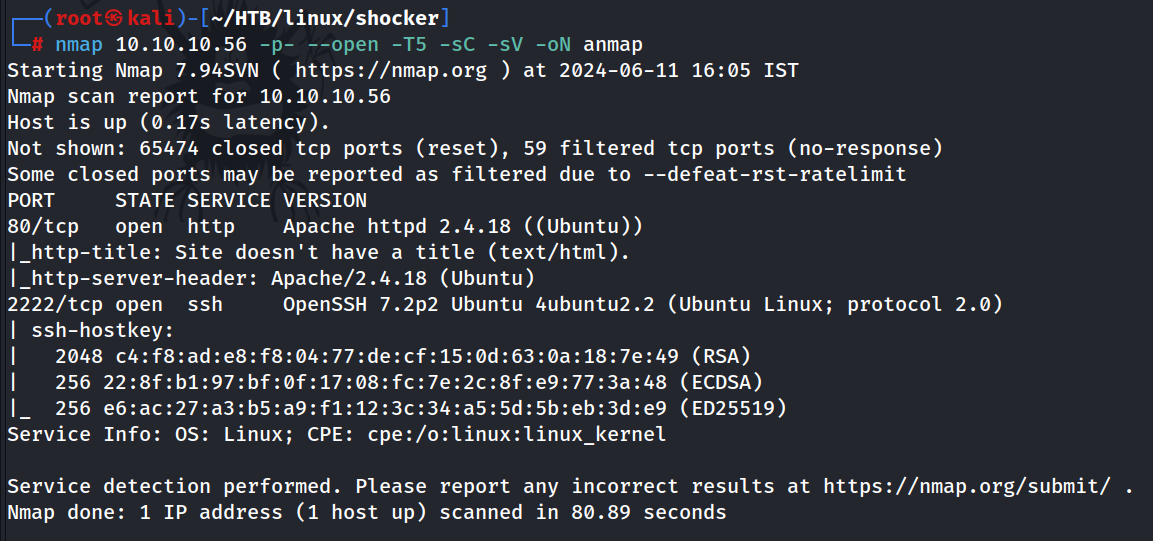 ┌──(root㉿kali)-[~/HTB/linux/shocker]
└─# nmap 10.10.10.56 -p- --open -T5 -sC -sV -oN anmap
Starting Nmap 7.94SVN ( https://nmap.org ) at 2024-06-11 16:05 IST
Nmap scan report for 10.10.10.56
Host is up (0.17s latency).
Not shown: 65474 closed tcp ports (reset), 59 filtered tcp ports (no-response)
Some closed ports may be reported as filtered due to --defeat-rst-ratelimit
PORT     STATE SERVICE VERSION
80/tcp   open  http    Apache httpd 2.4.18 ((Ubuntu))
|_http-title: Site doesn't have a title (text/html).
|_http-server-header: Apache/2.4.18 (Ubuntu)
2222/tcp open  ssh     OpenSSH 7.2p2 Ubuntu 4ubuntu2.2 (Ubuntu Linux; protocol 2.0)
| ssh-hostkey:
|   2048 c4:f8:ad:e8:f8:04:77:de:cf:15:0d:63:0a:18:7e:49 (RSA)
|   256 22:8f:b1:97:bf:0f:17:08:fc:7e:2c:8f:e9:77:3a:48 (ECDSA)
|_  256 e6:ac:27:a3:b5:a9:f1:12:3c:34:a5:5d:5b:eb:3d:e9 (ED25519)
Service Info: OS: Linux; CPE: cpe:/o:linux:linux_kernel

Service detection performed. Please report any incorrect results at https://nmap.org/submit/ .
Nmap done: 1 IP address (1 host up) scanned in 80.89 seconds